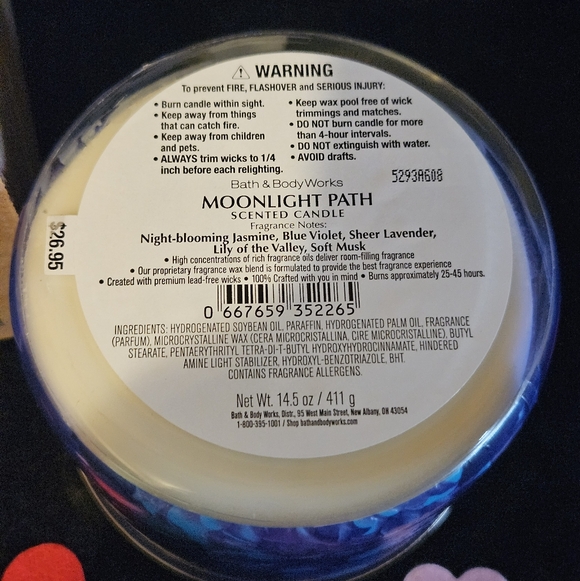 ⚠ WARNING
To prevent FIRE, FLASHOVER and SERIOUS INJURY:
• Burn candle within sight.
• Keep away from things
that can catch fire.
• Keep away from children
and pets.
• ALWAYS trim wicks to 1/4
inch before each relighting.
• Keep wax pool free of wick
trimmings and matches.
• DO NOT burn candle for more
than 4-hour intervals.
• DO NOT extinguish with water.
• AVOID drafts.
5293AG08
Bath & Body Works
MOONLIGHT PATH
SCENTED CANDLE
Fragrance Notes:
Night-blooming Jasmine, Blue Violet, Sheer Lavender,
Lily of the Valley, Soft Musk
• High concentrations of rich fragrance oils deliver room-filling fragrance
• Our proprietary fragrance wax blend is formulated to provide the best fragrance experience
• Created with premium lead-free wicks • 100% Crafted with you in mind • Burns approximately 25-45 hours.
$26.95
0 667659 352265
INGREDIENTS: HYDROGENATED SOYBEAN OIL, PARAFFIN, HYDROGENATED PALM OIL, FRAGRANCE
(PARFUM), MICROCRYSTALLINE WAX (CERA MICROCRISTALLINA, CIRE MICROCRISTALLINE), BUTYL
STEARATE, PENTAERYTHRITYL TETRA-DI-T-BUTYL HYDROXYHYDROCINNAMATE, HINDERED
AMINE LIGHT STABILIZER, HYDROXYL-BENZOTRIAZOLE, BHT.
CONTAINS FRAGRANCE ALLERGENS.
Net Wt. 14.5 oz / 411 g
Bath & Body Works, Distr., 95 West Main Street, New Albany, OH 43054
1-800-395-1001 / Shop bathandbodyworks.com